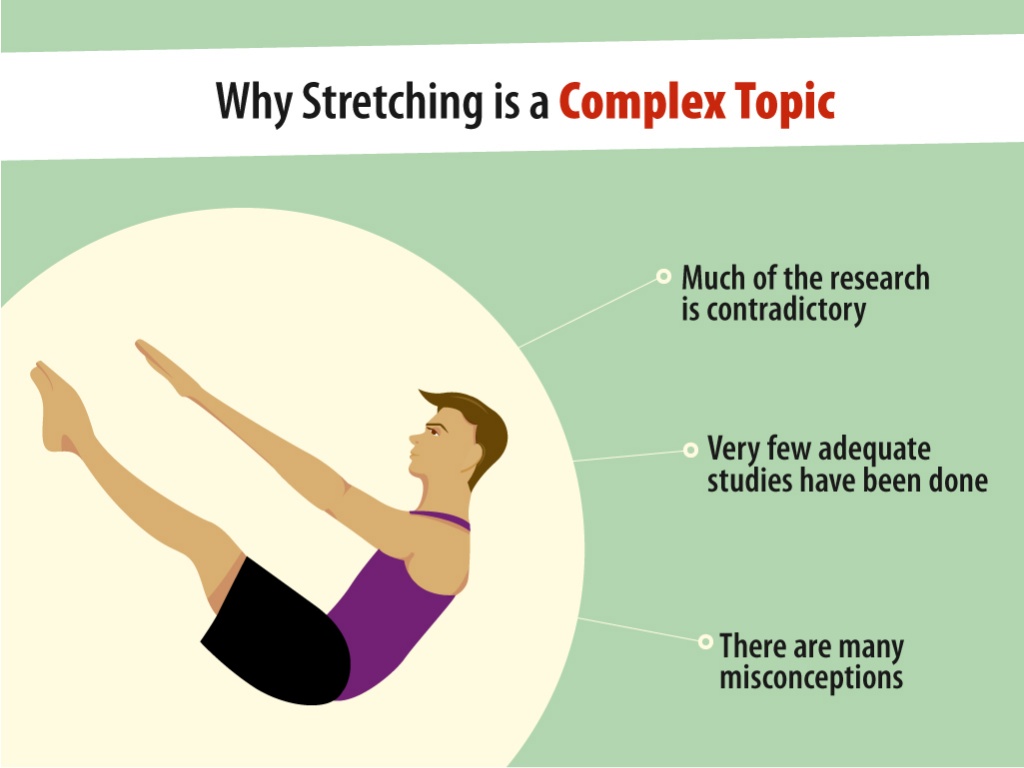 Why Stretching is a Complex Topic
Much of the research
is contradictory
Very few adequate
studies have been done
There are many
misconceptions